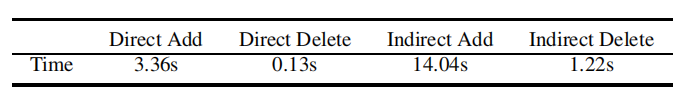 Direct Add Direct Delete Indirect Add Indirect Delete
Time 3.36s 0.13s 14.04s 1.22s